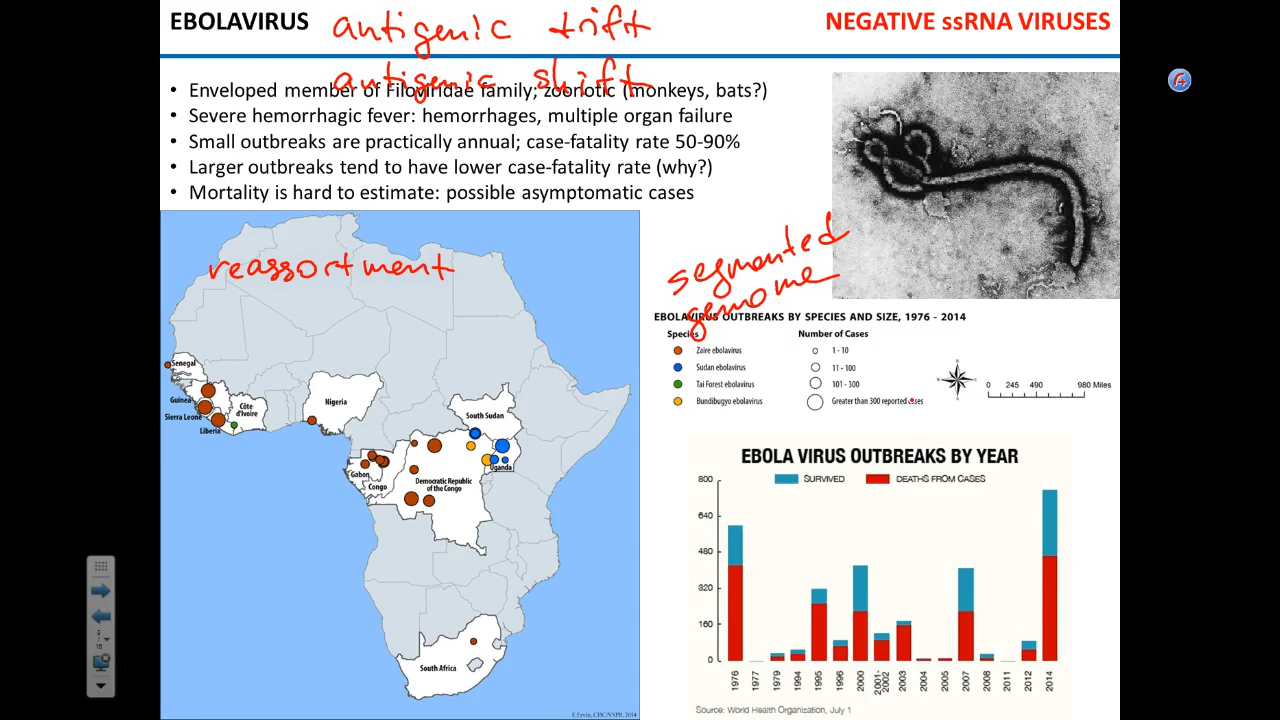 EBOLAVIRUS
antigenic trift
NEGATIVE ssRNA VIRUSES
antigenic shift
• Enveloped member of Filoviridae family; zoonotic (monkeys, bats?)
• Severe hemorrhagic fever: hemorrhages, multiple organ failure
• Small outbreaks are practically annual; case-fatality rate 50-90%
• Larger outbreaks tend to have lower case-fatality rate (why?)
• Mortality is hard to estimate: possible asymptomatic cases
reassortment
segmented
genome
Senegal
Guinea
Sierra Leone
Liberia
Côte
d'Ivoire
Nigeria
South Sudan
Uganda
Gabon
Congo
Democratic Republic
of the Congo
South Africa
E.Ervin, CDC/VSPB, 2014
EBOLAVIRUS OUTBREAKS BY SPECIES AND SIZE, 1976 - 2014
Species
Zaire ebolavirus
Sudan ebolavirus
Tai Forest ebolavirus
Bundibugyo ebolavirus
Number of Cases
1 - 10
11 - 100
101 - 300
Greater than 300 reported cases
0 245 490 980 Miles
EBOLA VIRUS OUTBREAKS BY YEAR
SURVIVED DEATHS FROM CASES
800
640
480
320
160
0
1976 1977 1979 1994 1995 1996 2000 2001-2002 2003 2004 2005 2007 2008 2011 2012 2014
Source: World Health Organization, July 1